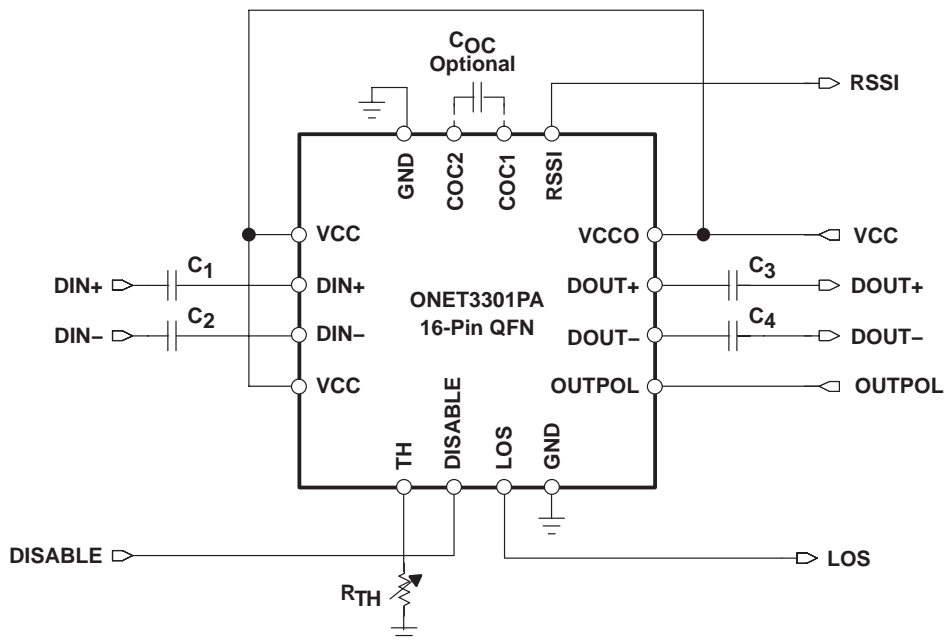 COC
Optional
RSSI
GND
COC2
COC1
RSSI
VCC
VCCO
VCC
DIN+
C1
DIN+
ONET3301PA
16-Pin QFN
DOUT+
C3
DOUT+
DIN–
C2
DIN–
DOUT–
C4
DOUT–
VCC
OUTPOL
OUTPOL
TH
DISABLE
LOS
GND
DISABLE
LOS
RTH